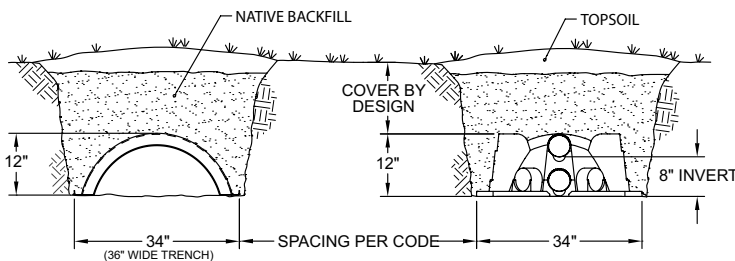 NATIVE BACKFILL
TOPSOIL
COVER BY
DESIGN
12"
12"
8" INVERT
34"
(36" WIDE TRENCH)
SPACING PER CODE
34"